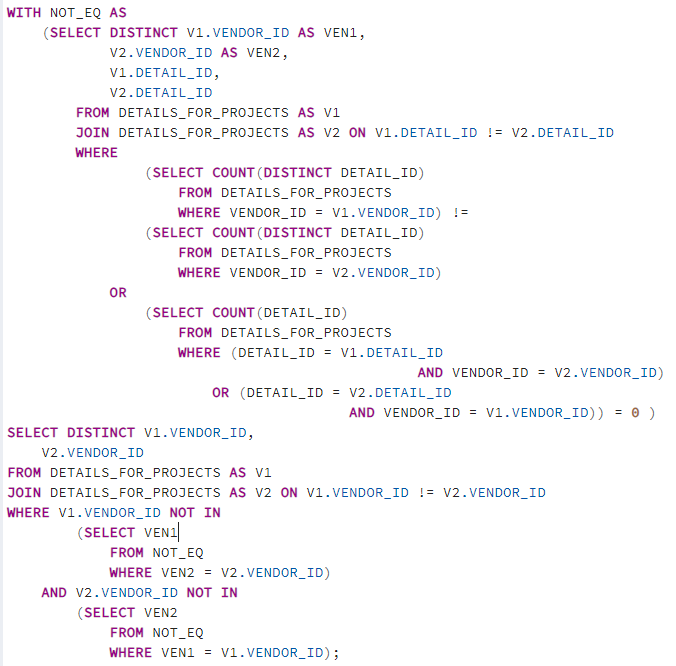 WITH NOT_EQ AS
(SELECT DISTINCT V1.VENDOR_ID AS VEN1,
V2.VENDOR_ID AS VEN2,
V1.DETAIL_ID,
V2.DETAIL_ID
FROM DETAILS_FOR_PROJECTS AS V1
JOIN DETAILS_FOR_PROJECTS AS V2 ON V1.DETAIL_ID != V2.DETAIL_ID
WHERE
(SELECT COUNT(DISTINCT DETAIL_ID)
FROM DETAILS_FOR_PROJECTS
WHERE VENDOR_ID = V1.VENDOR_ID) !=
(SELECT COUNT(DISTINCT DETAIL_ID)
FROM DETAILS_FOR_PROJECTS
WHERE VENDOR_ID = V2.VENDOR_ID)
OR
(SELECT COUNT(DETAIL_ID)
FROM DETAILS_FOR_PROJECTS
WHERE (DETAIL_ID = V1.DETAIL_ID
AND VENDOR_ID = V2.VENDOR_ID)
OR (DETAIL_ID = V2.DETAIL_ID
AND VENDOR_ID = V1.VENDOR_ID)) = 0 )
SELECT DISTINCT V1.VENDOR_ID,
V2.VENDOR_ID
FROM DETAILS_FOR_PROJECTS AS V1
JOIN DETAILS_FOR_PROJECTS AS V2 ON V1.VENDOR_ID != V2.VENDOR_ID
WHERE V1.VENDOR_ID NOT IN
(SELECT VEN1
FROM NOT_EQ
WHERE VEN2 = V2.VENDOR_ID)
AND V2.VENDOR_ID NOT IN
(SELECT VEN2
FROM NOT_EQ
WHERE VEN1 = V1.VENDOR_ID);